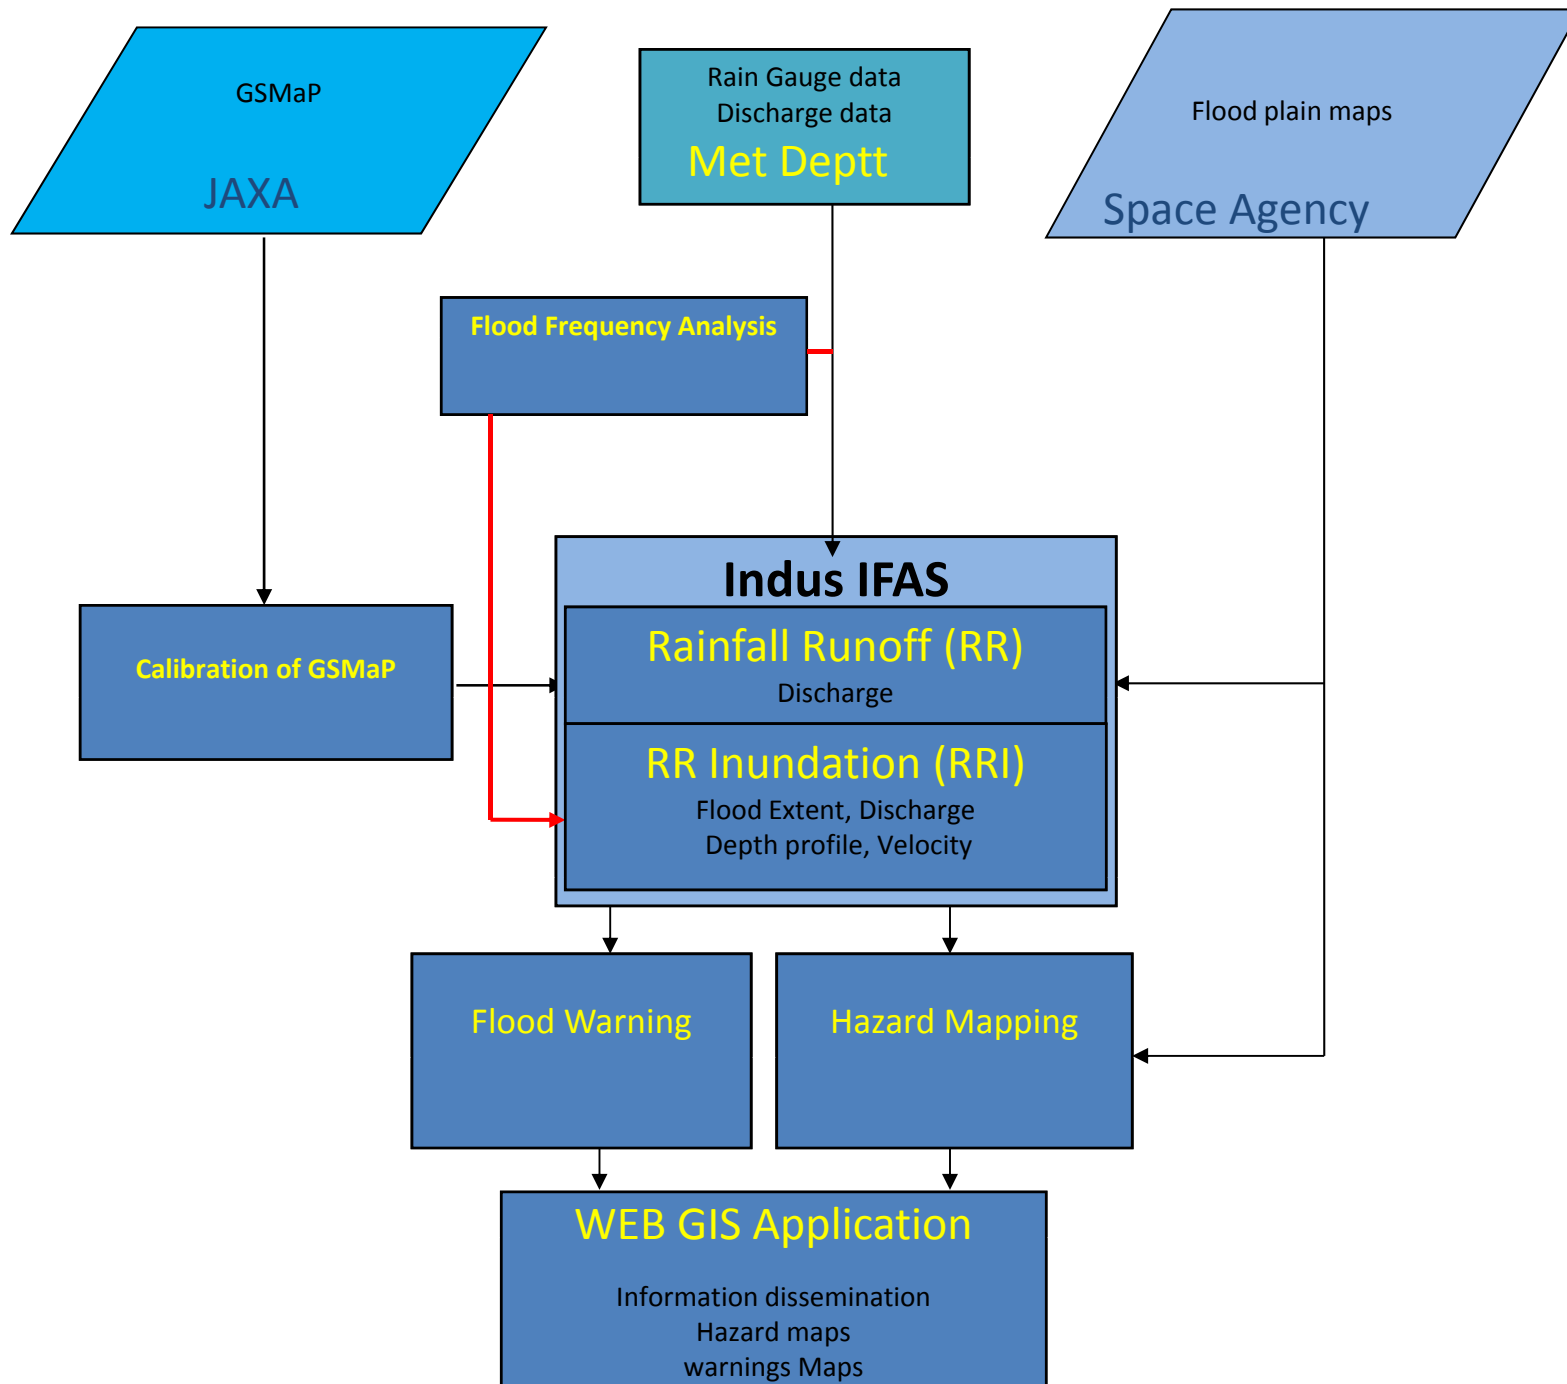 GSMaP
JAXA
Rain Gauge data
Discharge data
Met Deptt
Flood plain maps
Space Agency
Flood Frequency Analysis
Calibration of GSMaP
Indus IFAS
Rainfall Runoff (RR)
Discharge
RR Inundation (RRI)
Flood Extent, Discharge
Depth profile, Velocity
Flood Warning
Hazard Mapping
WEB GIS Application
Information dissemination
Hazard maps
warnings Maps